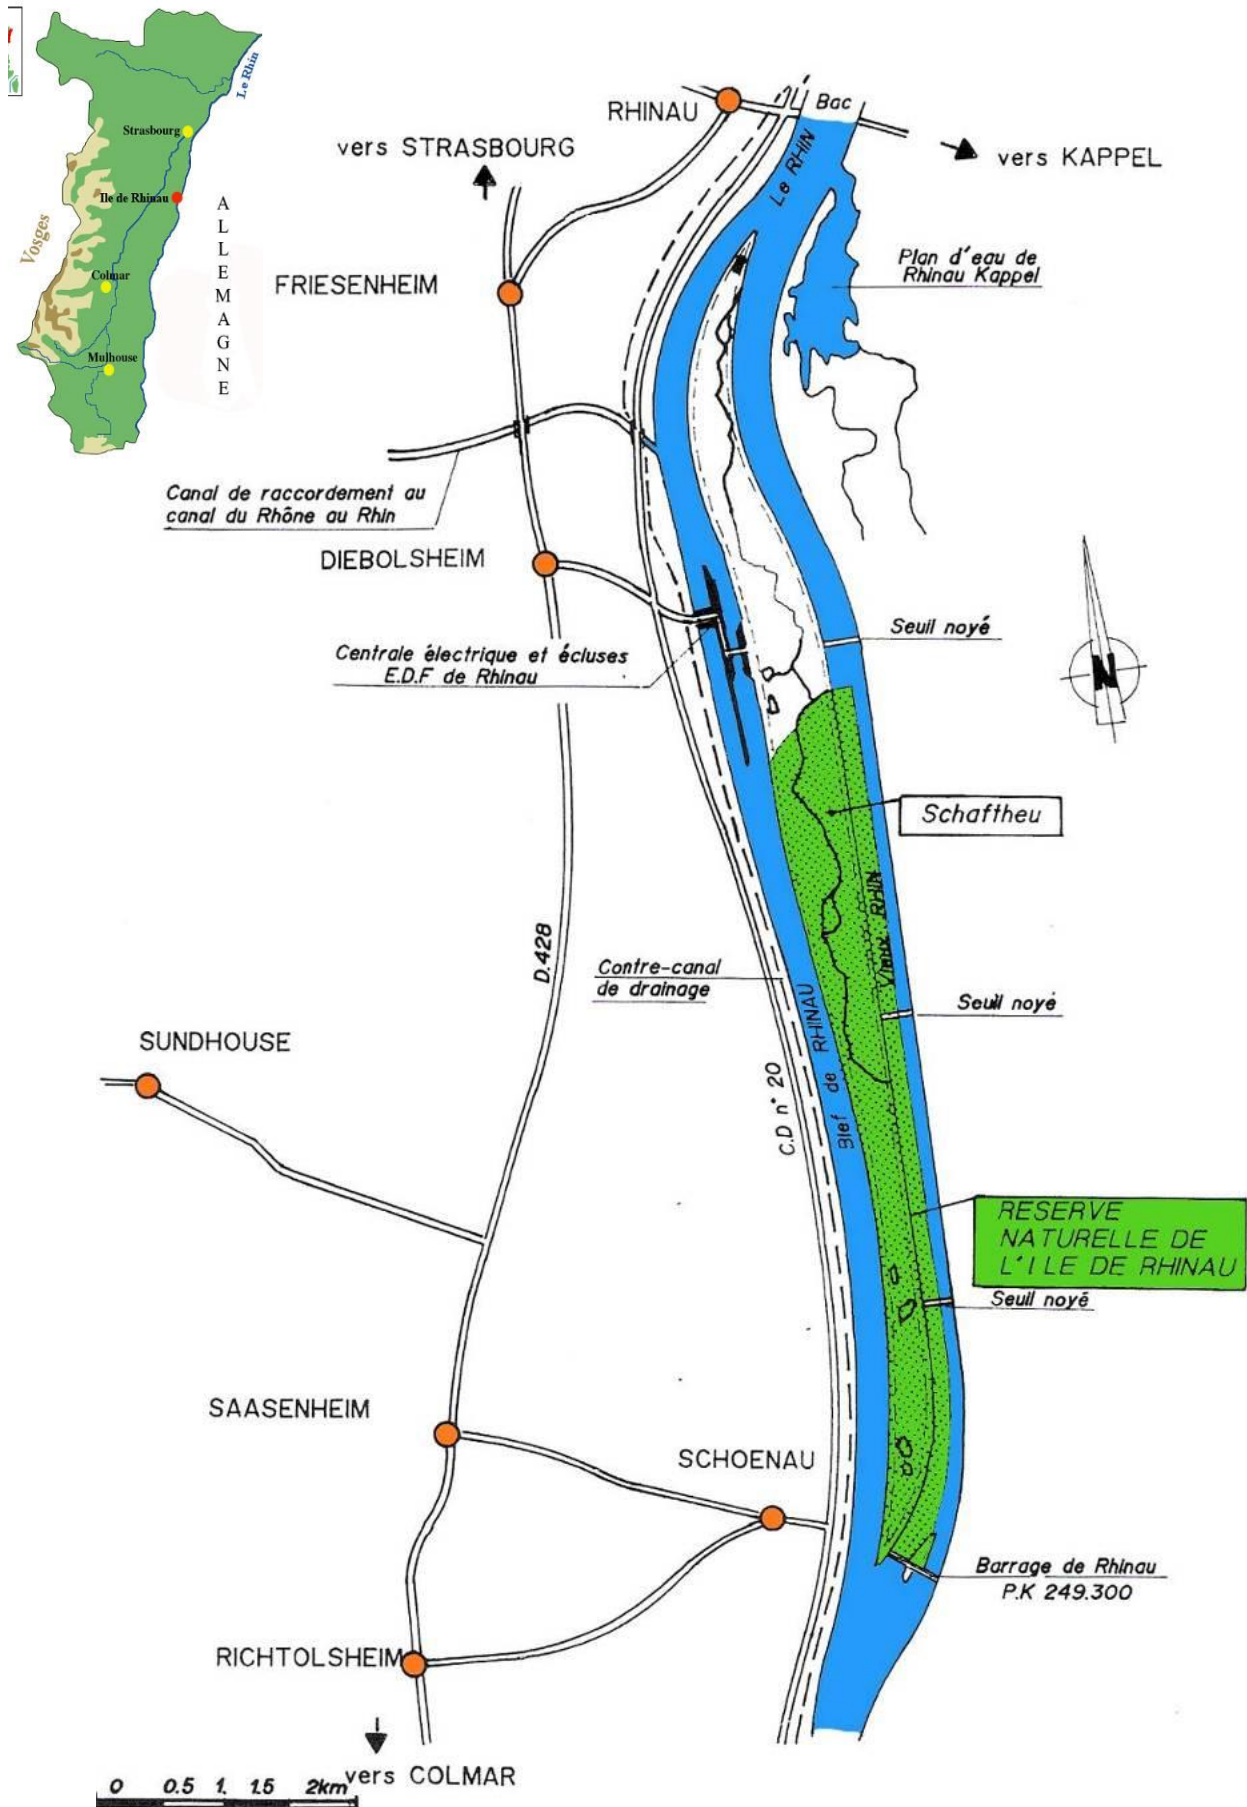 Le Rhin
Strasbourg
Ile de Rhinau
Vosges
Colmar
Mulhouse
ALLEMAGNE
RHINAU
Bac
vers STRASBOURG
vers KAPPEL
Le RHIN
Plan d'eau de
Rhinau Kappel
FRIESENHEIM
Canal de raccordement au
canal du Rhône au Rhin
DIEBOLSHEIM
Seuil noyé
Centrale électrique et écluses
E.D.F de Rhinau
N
Schaftheu
Vieux RHIN
D.428
Contre-canal
de drainage
Seuil noyé
Bief de RHINAU
SUNDHOUSE
C.D n° 20
RESERVE
NATURELLE DE
L'ILE DE RHINAU
Seuil noyé
SAASENHEIM
SCHOENAU
Barrage de Rhinau
P.K 249.300
RICHTOLSHEIM
vers COLMAR
0 0.5 1. 1.5 2km